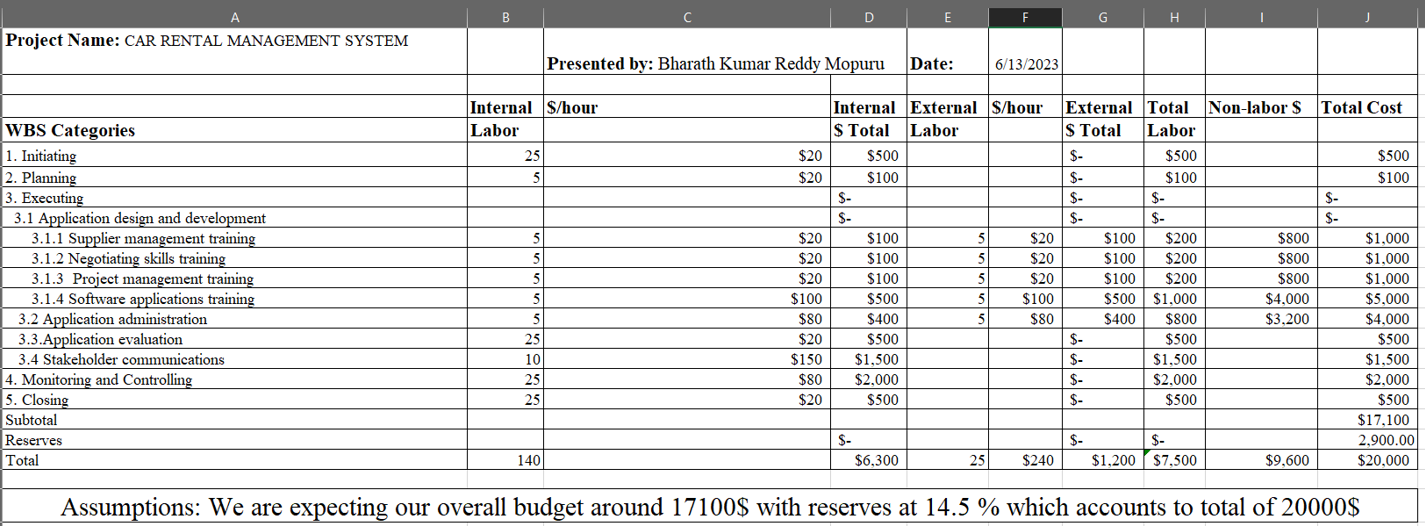 A B C D E F G H I J
Project Name: CAR RENTAL MANAGEMENT SYSTEM
Presented by: Bharath Kumar Reddy Mopuru Date: 6/13/2023
Internal $/hour Internal External $/hour External Total Non-labor $ Total Cost
WBS Categories Labor $ Total Labor $ Total Labor
1. Initiating 25 $20 $500 $- $500 $500
2. Planning 5 $20 $100 $- $100 $100
3. Executing $- $- $- $-
3.1 Application design and development $- $- $- $-
3.1.1 Supplier management training 5 $20 $100 5 $20 $100 $200 $800 $1,000
3.1.2 Negotiating skills training 5 $20 $100 5 $20 $100 $200 $800 $1,000
3.1.3 Project management training 5 $20 $100 5 $20 $100 $200 $800 $1,000
3.1.4 Software applications training 5 $100 $500 5 $100 $500 $1,000 $4,000 $5,000
3.2 Application administration 5 $80 $400 5 $80 $400 $800 $3,200 $4,000
3.3.Application evaluation 25 $20 $500 $- $500 $500
3.4 Stakeholder communications 10 $150 $1,500 $- $1,500 $1,500
4. Monitoring and Controlling 25 $80 $2,000 $- $2,000 $2,000
5. Closing 25 $20 $500 $- $500 $500
Subtotal $17,100
Reserves $- $- $- 2,900.00
Total 140 $6,300 25 $240 $1,200 $7,500 $9,600 $20,000
Assumptions: We are expecting our overall budget around 17100$ with reserves at 14.5 % which accounts to total of 20000$